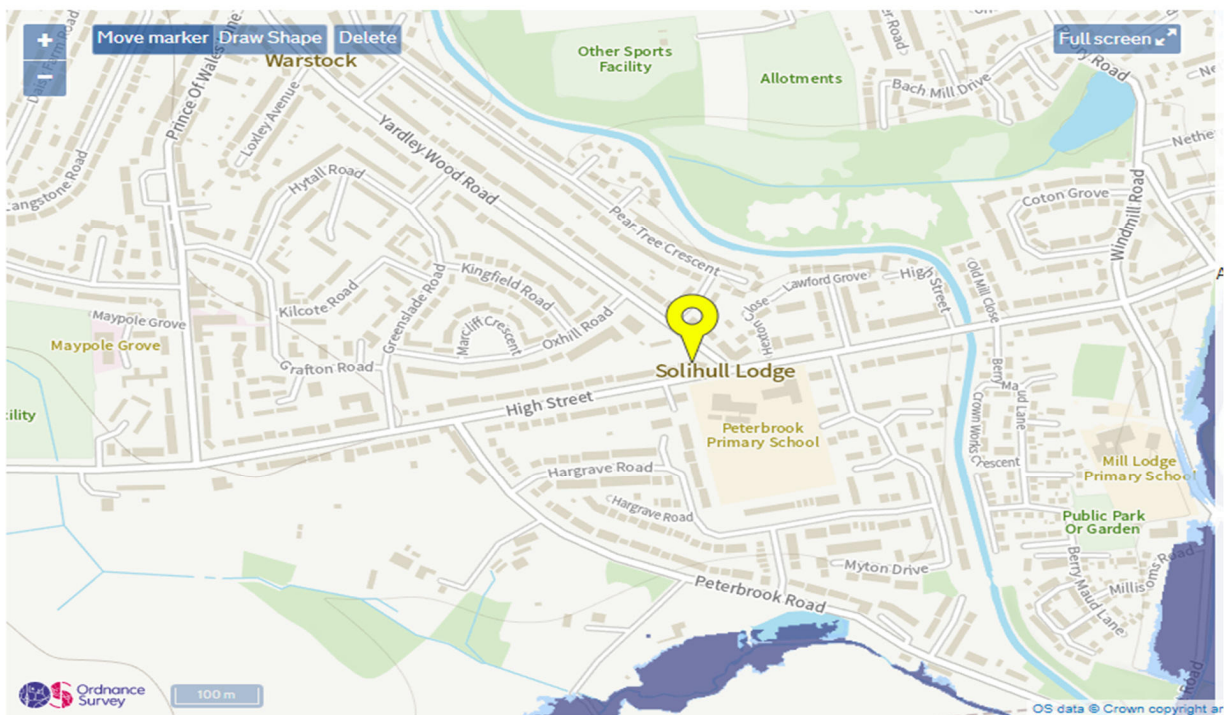 +
−
Move marker
Draw Shape
Delete
Full screen
Warstock
Prince Of Wales
Loxley Avenue
Langstone Road
Hytall Road
Yardley Wood Road
Other Sports
Facility
Allotments
Bach Mill Drive
Coton Grove
Windmill Road
Pear Tree Crescent
Kingfield Road
Kilcote Road
Greenslade Road
Marcliff Crescent
Oxhill Road
Lawford Grove
Hexton Close
High Street
Old Mill Close
Maypole Grove
Maypole Grove
Grafton Road
Solihull Lodge
High Street
Peterbrook
Primary School
Berry Maud Lane
Crown Works
Crescent
Mill Lodge
Primary School
Public Park
Or Garden
Hargrave Road
Hargrave Road
Myton Drive
Peterbrook Road
Berry Maud Lane
Road
Ordnance
Survey
100 m
OS data © Crown copyright